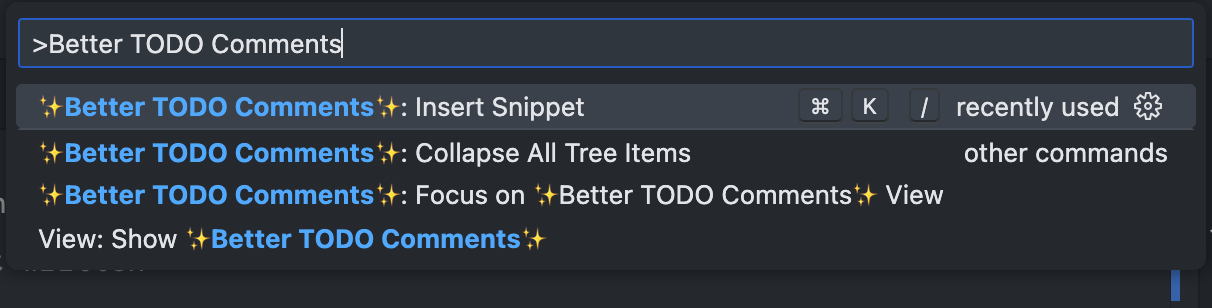 >Better TODO Comments
✨Better TODO Comments✨: Insert Snippet ⌘ K / recently used
✨Better TODO Comments✨: Collapse All Tree Items other commands
✨Better TODO Comments✨: Focus on ✨Better TODO Comments✨ View
View: Show ✨Better TODO Comments✨